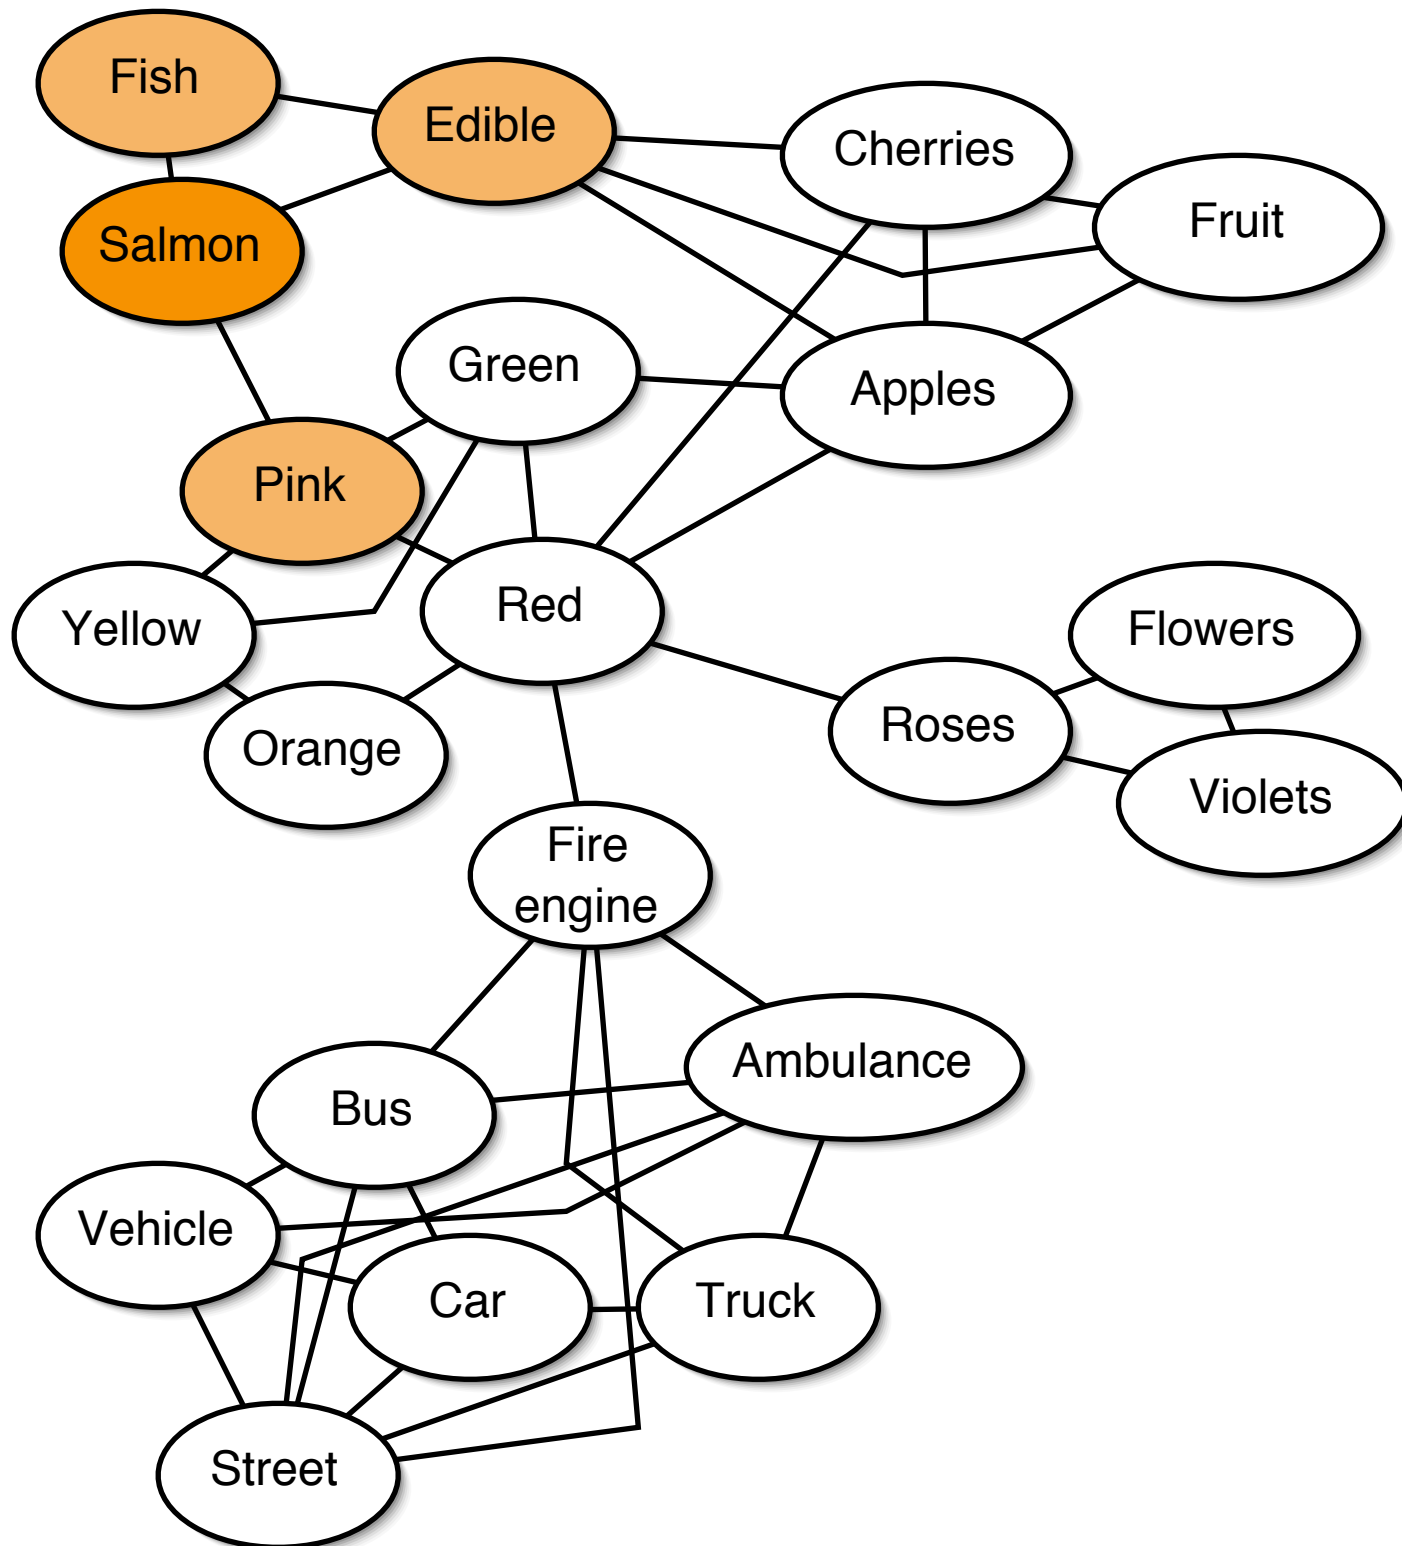 Fish
Edible
Cherries
Fruit
Salmon
Green
Apples
Pink
Red
Yellow
Flowers
Roses
Orange
Violets
Fire
engine
Ambulance
Bus
Vehicle
Car
Truck
Street